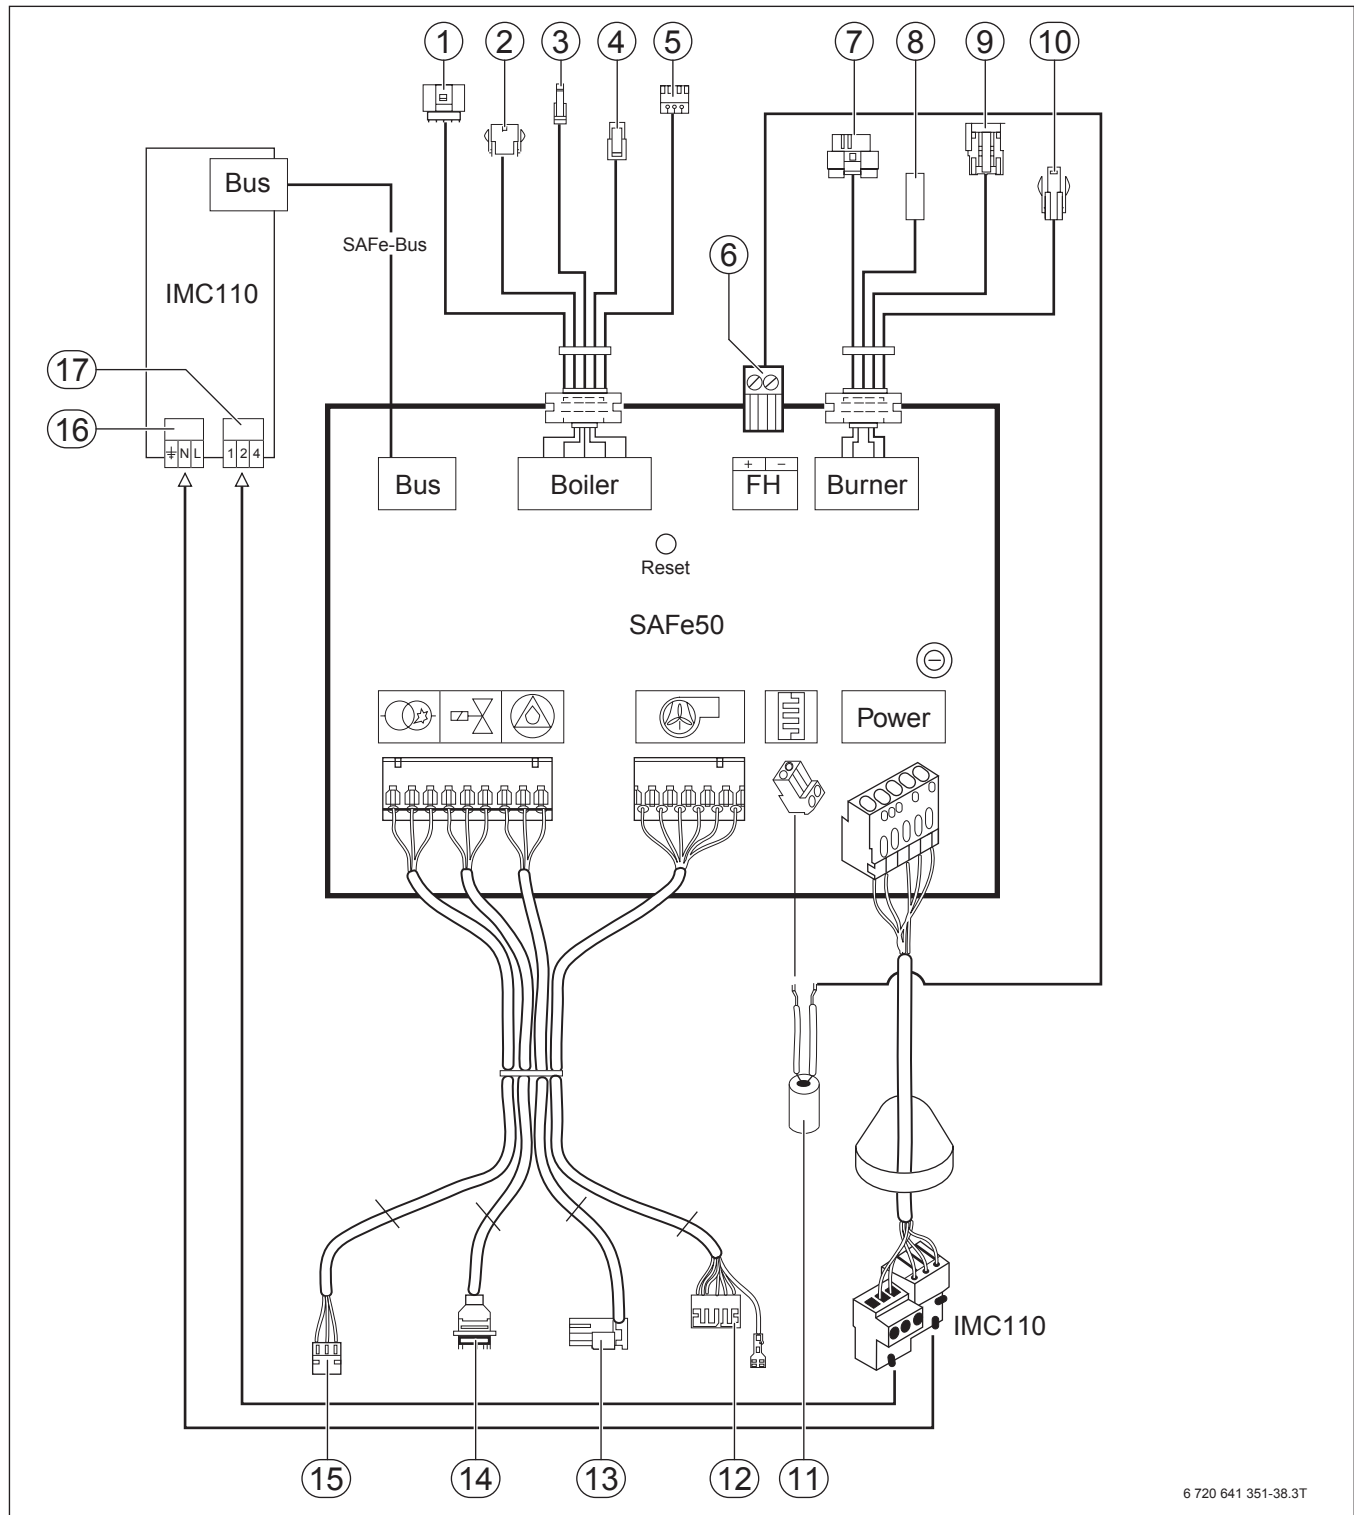 1 2 3 4 5 7 8 9 10
Bus
SAFe-Bus
6
IMC110
17
16
N L 1 2 4
+ −
Bus Boiler FH Burner
Reset
SAFe50
Power
IMC110
15 14 13 12 11
6 720 641 351-38.3T